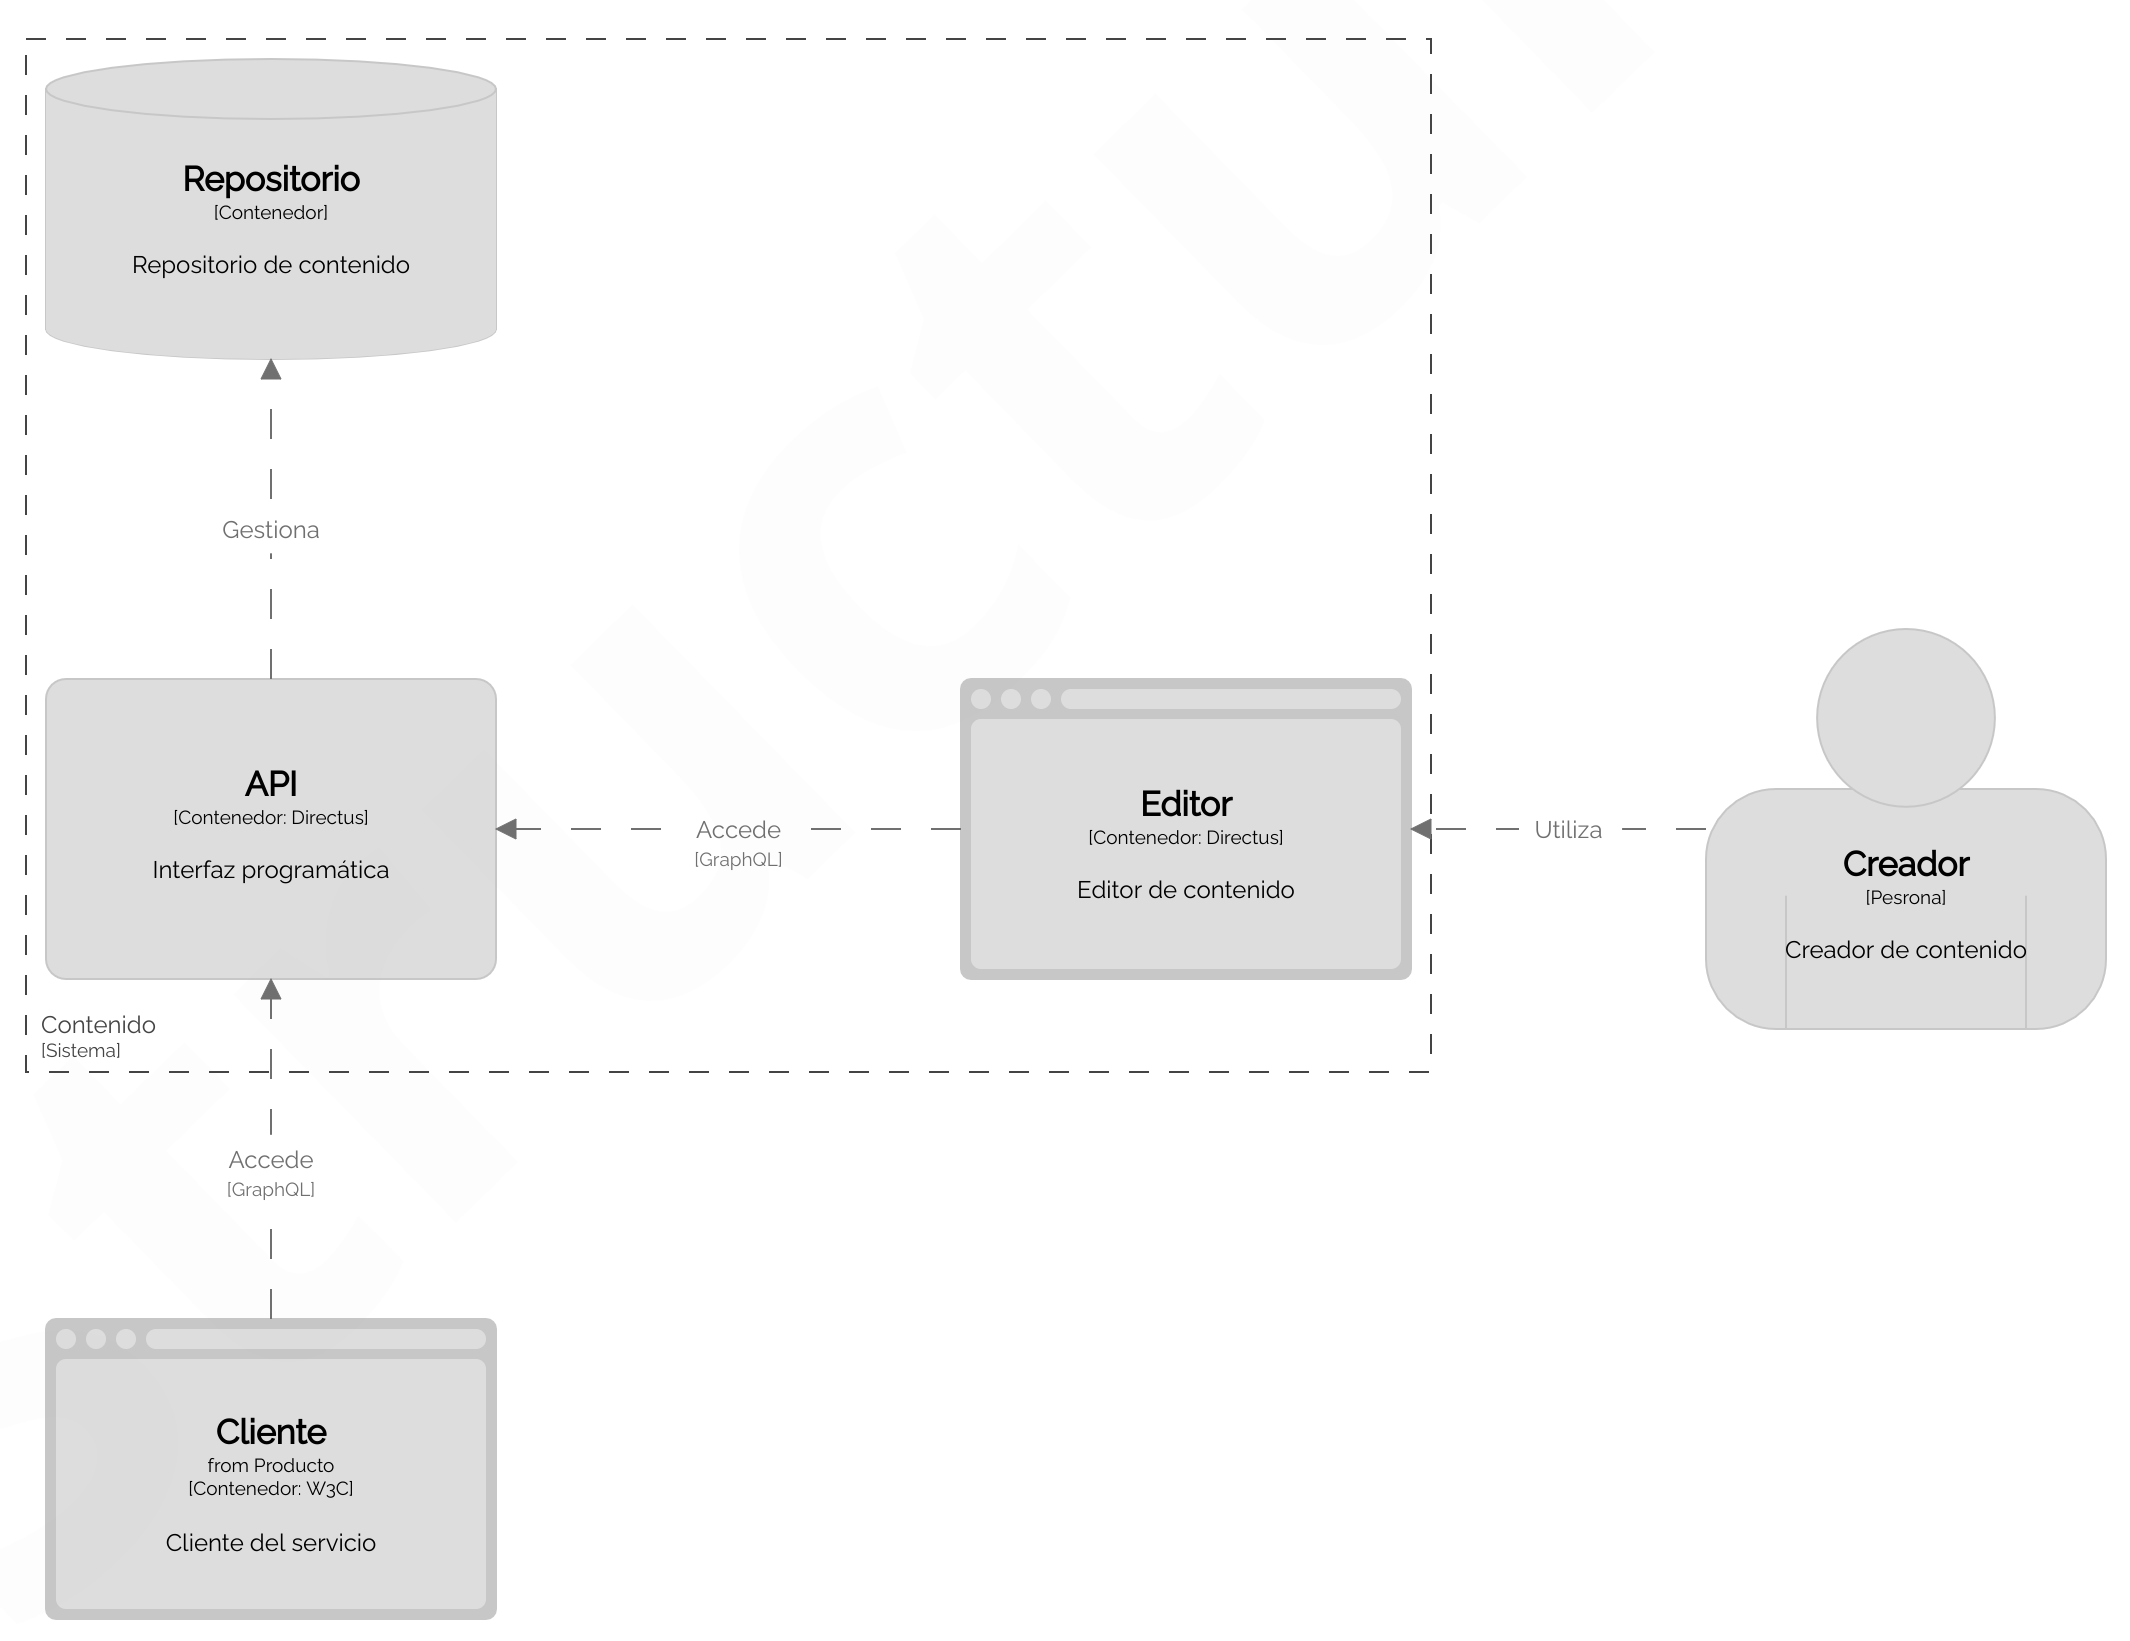 Repositorio
[Contenedor]
Repositorio de contenido
Gestiona
API
[Contenedor: Directus]
Interfaz programática
Accede
[GraphQL]
Editor
[Contenedor: Directus]
Editor de contenido
Utiliza
Creador
[Pesrona]
Creador de contenido
Contenido
[Sistema]
Accede
[GraphQL]
Cliente
from Producto
[Contenedor: W3C]
Cliente del servicio